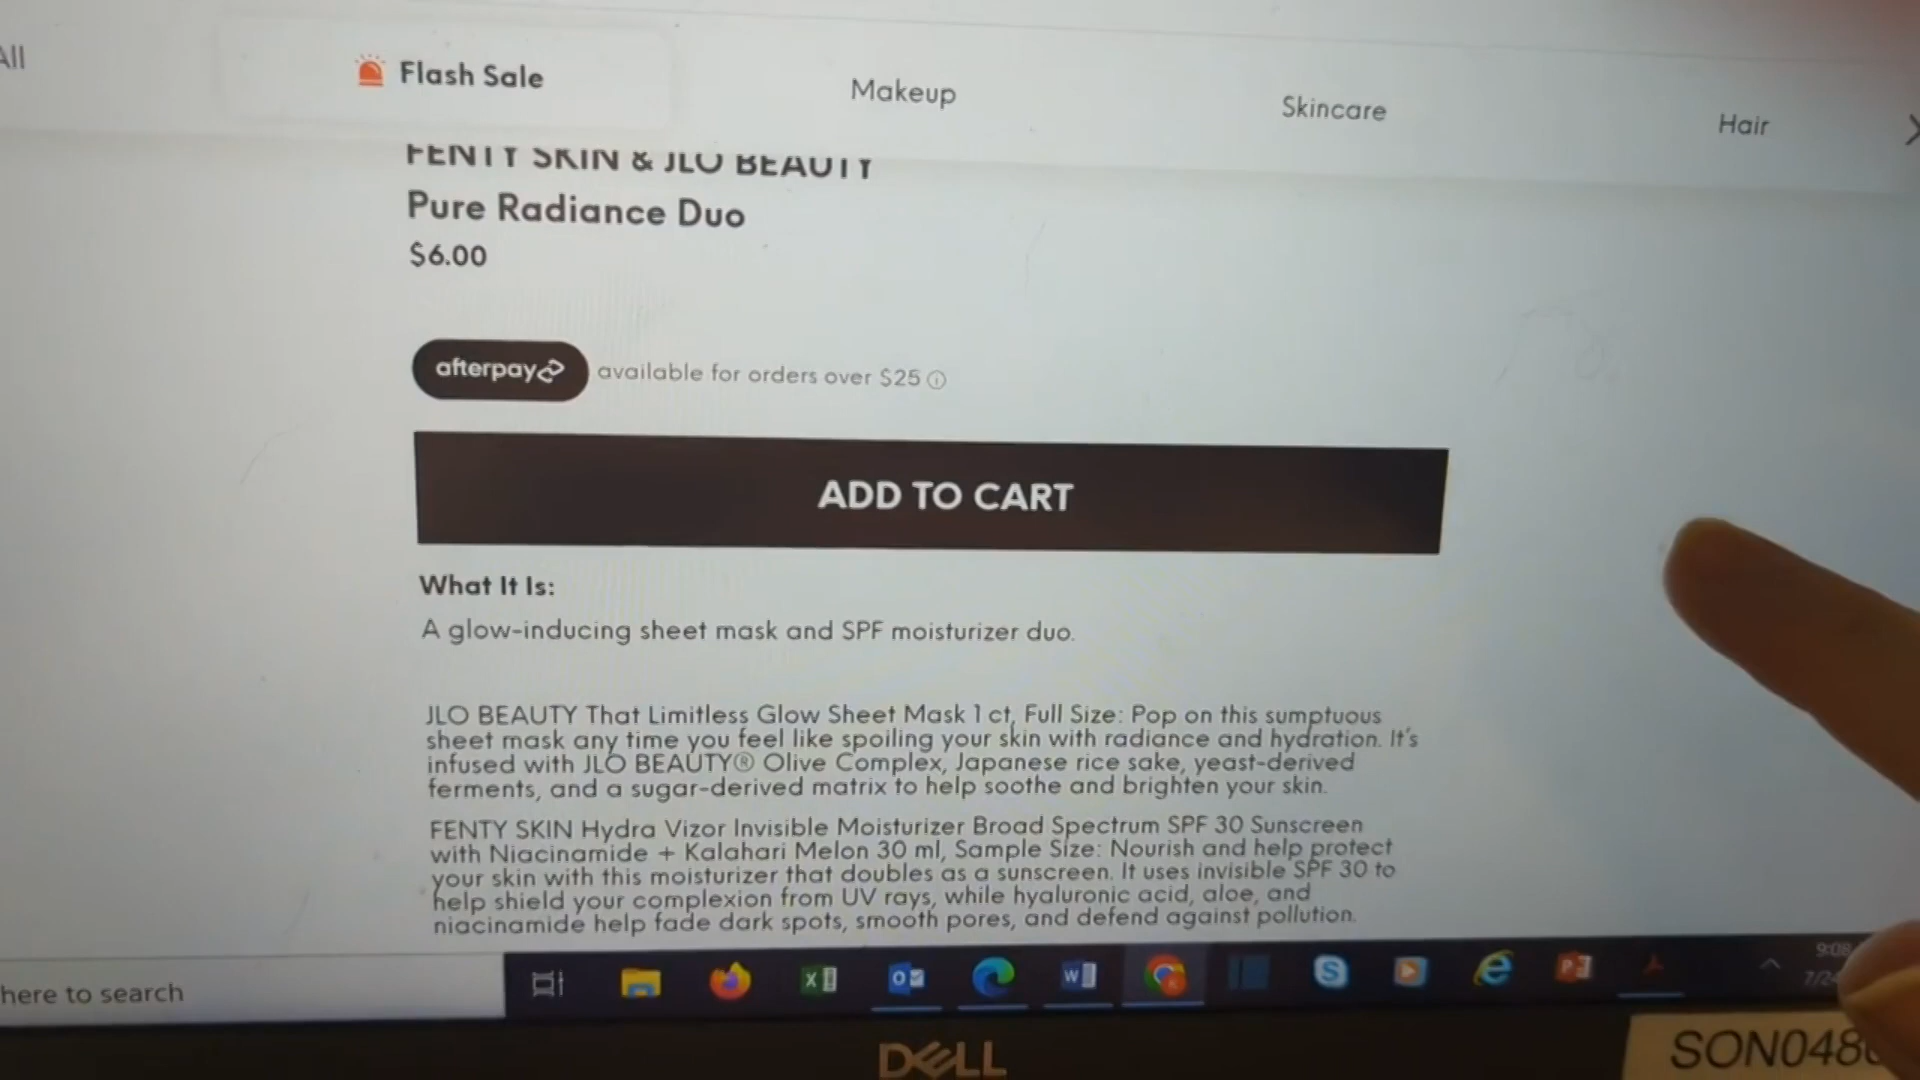 All
Flash Sale
Makeup
Skincare
Hair
FENTY SKIN & JLO BEAUTY
Pure Radiance Duo
$6.00
afterpay available for orders over $25
ADD TO CART
What It Is:
A glow-inducing sheet mask and SPF moisturizer duo.
JLO BEAUTY That Limitless Glow Sheet Mask 1 ct, Full Size: Pop on this sumptuous
sheet mask any time you feel like spoiling your skin with radiance and hydration. It's
infused with JLO BEAUTY® Olive Complex, Japanese rice sake, yeast-derived
ferments, and a sugar-derived matrix to help soothe and brighten your skin.
FENTY SKIN Hydra Vizor Invisible Moisturizer Broad Spectrum SPF 30 Sunscreen
with Niacinamide + Kalahari Melon 30 ml, Sample Size: Nourish and help protect
your skin with this moisturizer that doubles as a sunscreen. It uses invisible SPF 30 to
help shield your complexion from UV rays, while hyaluronic acid, aloe, and
niacinamide help fade dark spots, smooth pores, and defend against pollution.
here to search
9:08
7/24
DELL
SON048